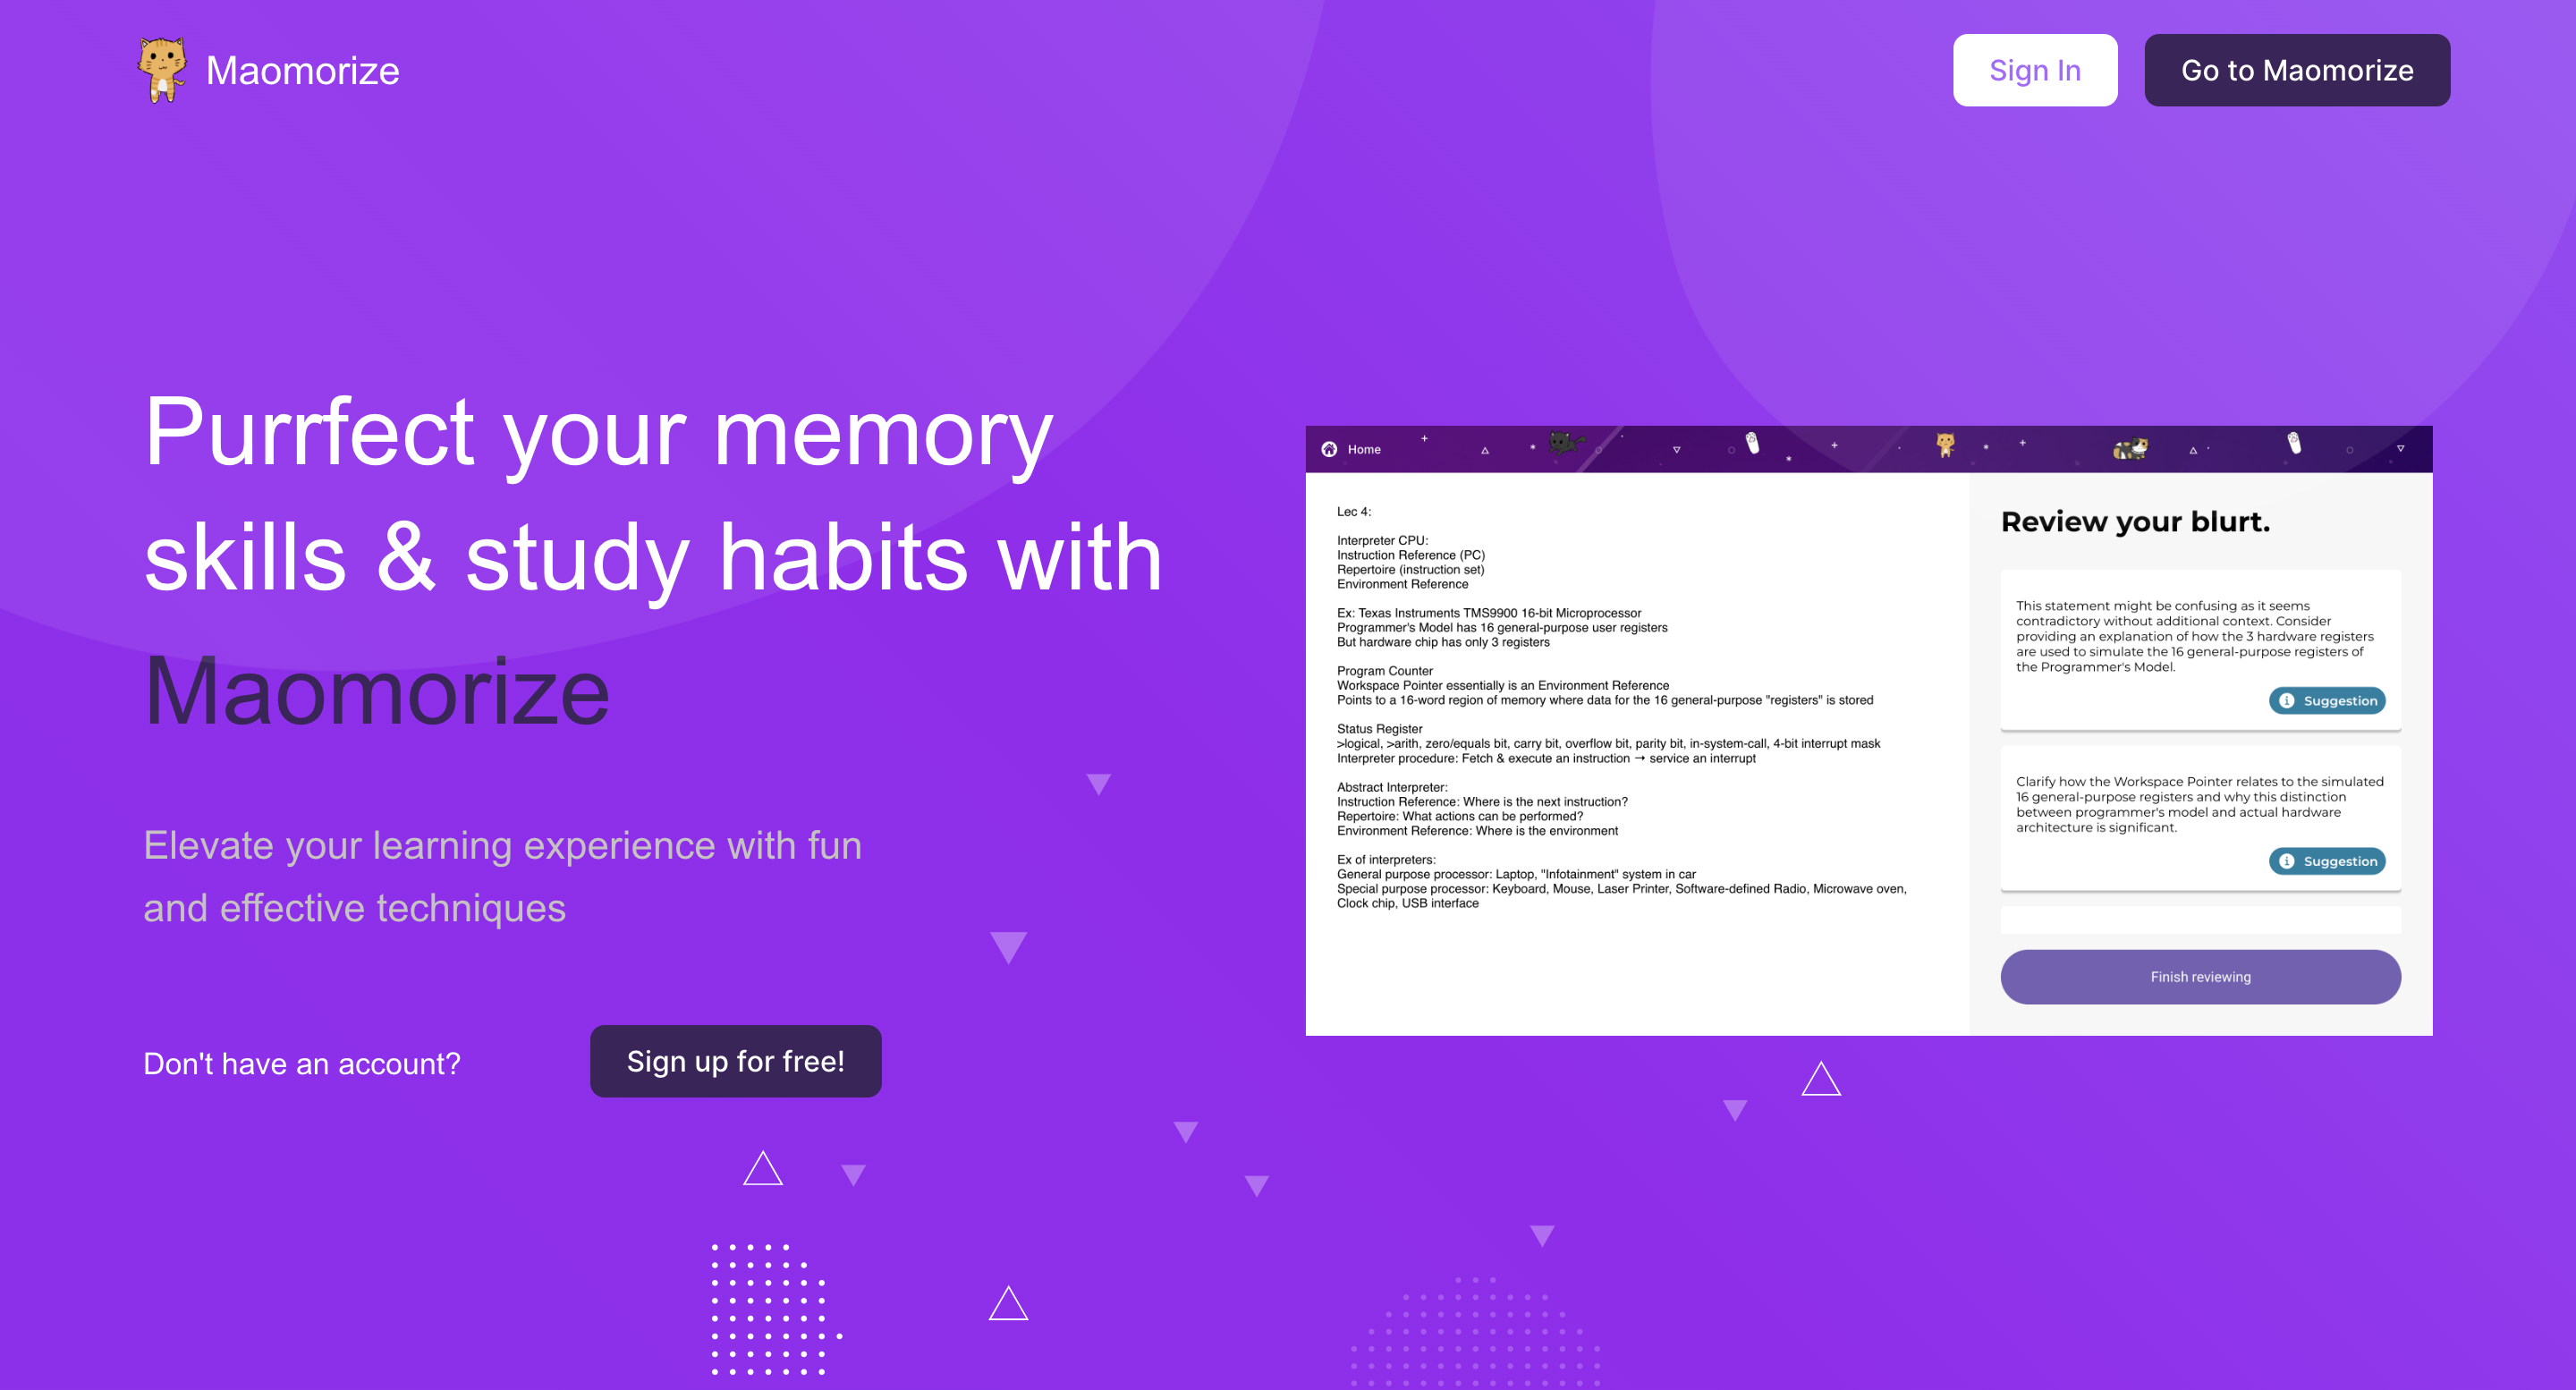 Maomorize
Sign In
Go to Maomorize
Purrfect your memory
skills & study habits with
Maomorize
Elevate your learning experience with fun
and effective techniques
Don't have an account?
Sign up for free!
Home
Lec 4:
Interpreter CPU:
Instruction Reference (PC)
Repertoire (instruction set)
Environment Reference
Ex: Texas Instruments TMS9900 16-bit Microprocessor
Programmer's Model has 16 general-purpose user registers
But hardware chip has only 3 registers
Program Counter
Workspace Pointer essentially is an Environment Reference
Points to a 16-word region of memory where data for the 16 general-purpose "registers" is stored
Status Register
>logical, >arith, zero/equals bit, carry bit, overflow bit, parity bit, in-system-call, 4-bit interrupt mask
Interpreter procedure: Fetch & execute an instruction → service an interrupt
Abstract Interpreter:
Instruction Reference: Where is the next instruction?
Repertoire: What actions can be performed?
Environment Reference: Where is the environment
Ex of interpreters:
General purpose processor: Laptop, "Infotainment" system in car
Special purpose processor: Keyboard, Mouse, Laser Printer, Software-defined Radio, Microwave oven,
Clock chip, USB interface
Review your blurt.
This statement might be confusing as it seems
contradictory without additional context. Consider
providing an explanation of how the 3 hardware registers
are used to simulate the 16 general-purpose registers of
the Programmer's Model.
Suggestion
Clarify how the Workspace Pointer relates to the simulated
16 general-purpose registers and why this distinction
between programmer's model and actual hardware
architecture is significant.
Suggestion
Finish reviewing